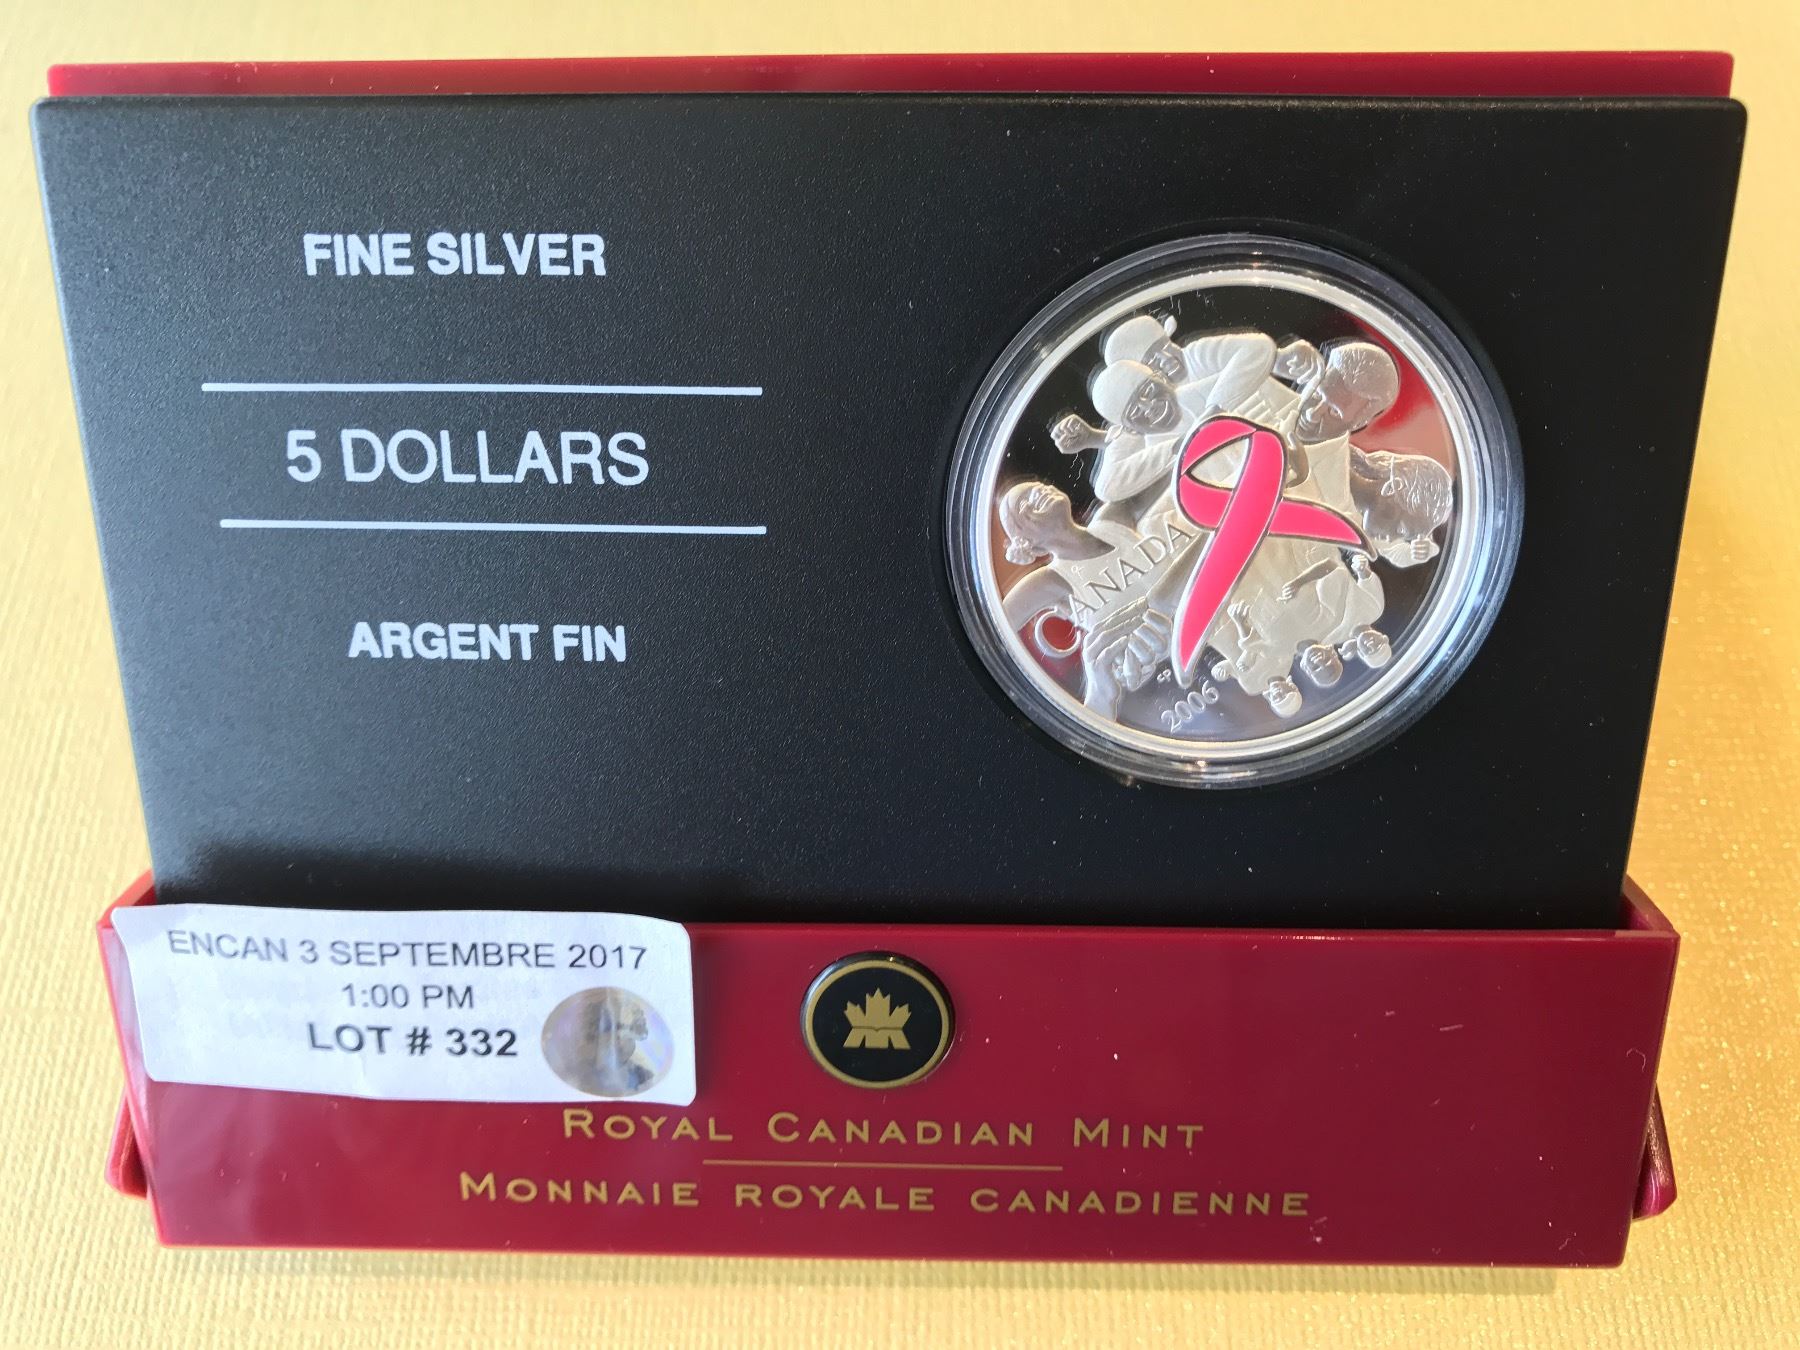 FINE SILVER
5 DOLLARS
ARGENT FIN
CANADA
CP
2006
ENCAN 3 SEPTEMBRE 2017
1:00 PM
LOT # 332
ROYAL CANADIAN MINT
MONNAIE ROYALE CANADIENNE